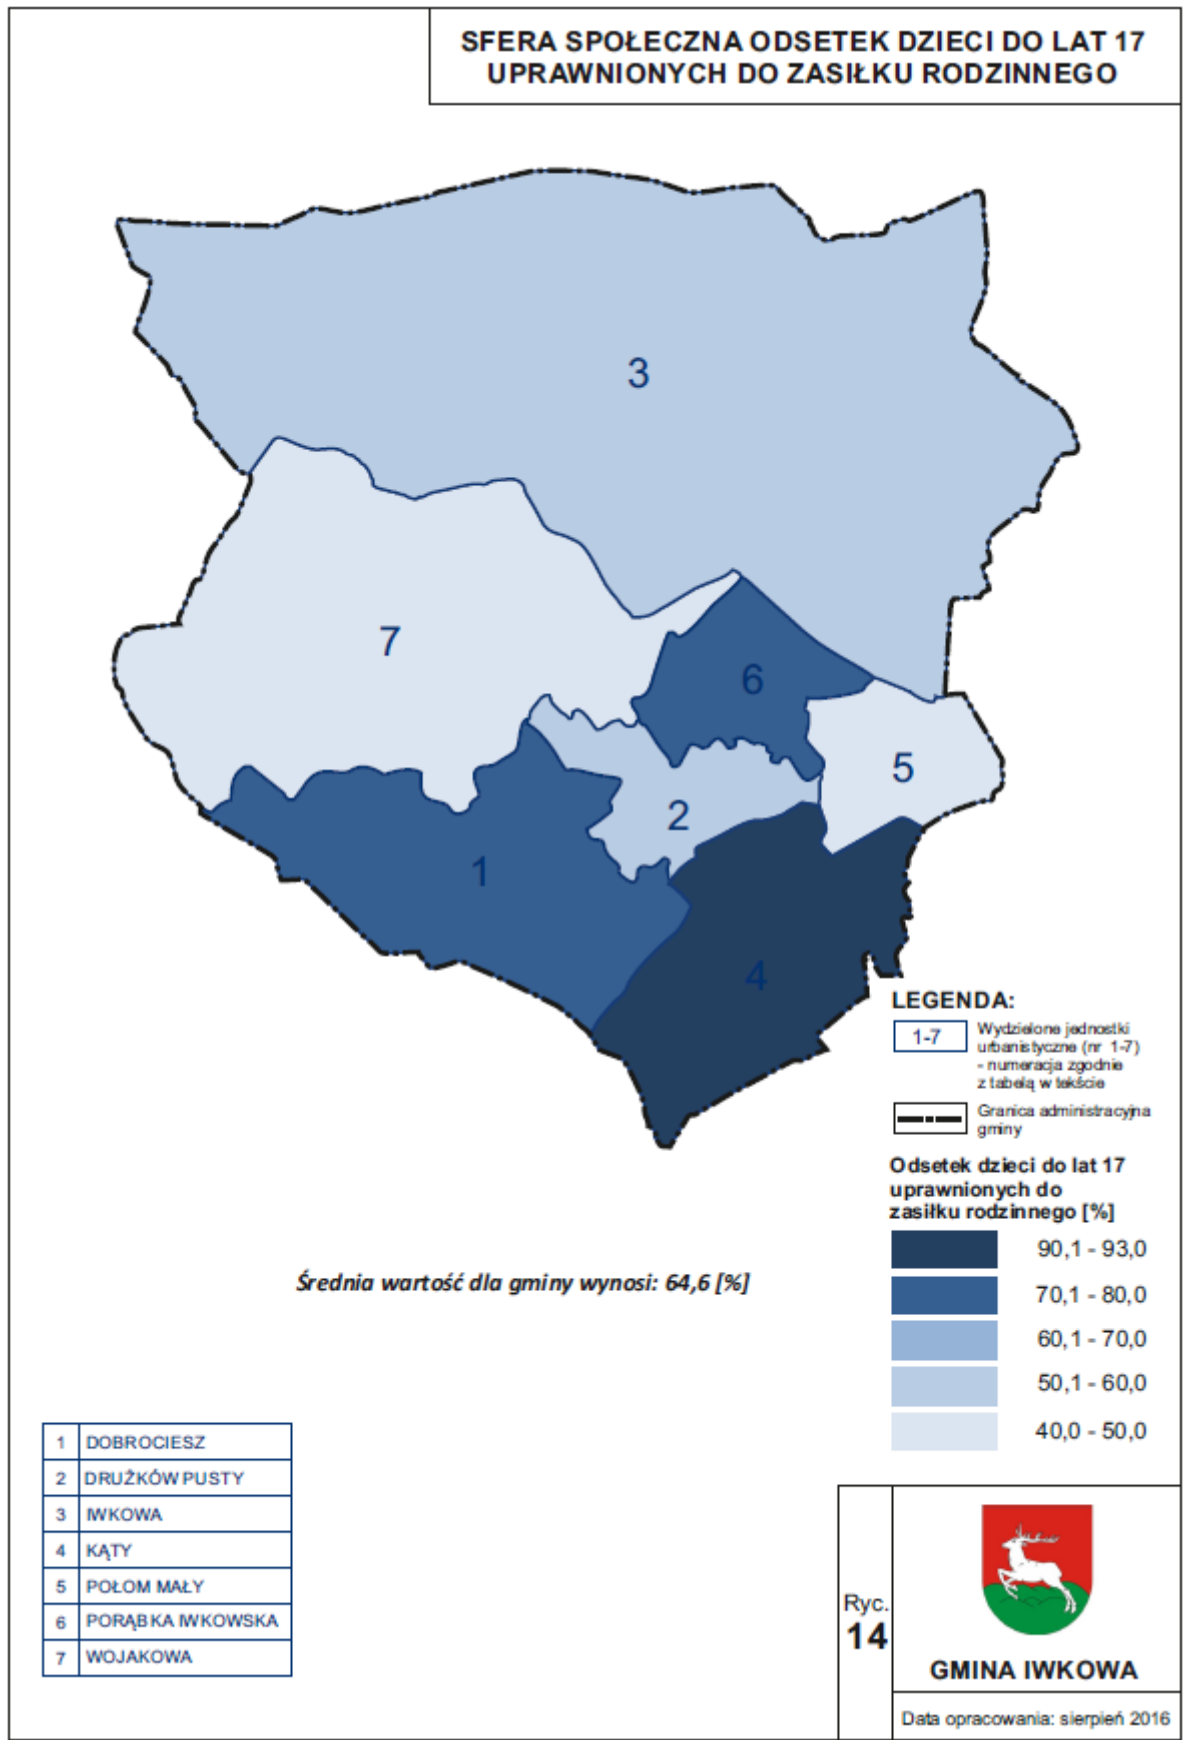 SFERA SPOŁECZNA ODSETEK DZIECI DO LAT 17
UPRAWNIONYCH DO ZASIŁKU RODZINNEGO
3
7
6
5
2
1
4
LEGENDA:
1-7
Wydzielone jednostki
urbanistyczne (nr 1-7)
- numeracja zgodnie
z tabelą w tekście
Granica administracyjna
gminy
Odsetek dzieci do lat 17
uprawnionych do
zasiłku rodzinnego [%]
90,1 - 93,0
70,1 - 80,0
60,1 - 70,0
50,1 - 60,0
40,0 - 50,0
Średnia wartość dla gminy wynosi: 64,6 [%]
1 DOBROCIESZ
2 DRUŻKÓW PUSTY
3 IWKOWA
4 KĄTY
5 POŁOM MAŁY
6 PORĄBKA IWKOWSKA
7 WOJAKOWA
Ryc.
14
GMINA IWKOWA
Data opracowania: sierpień 2016